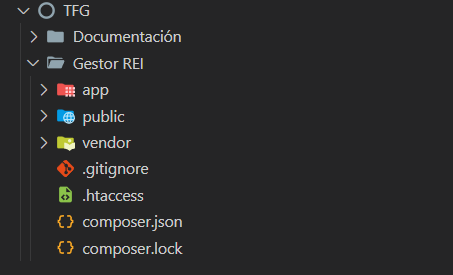 TFG
Documentación
Gestor REI
app
public
vendor
.gitignore
.htaccess
composer.json
composer.lock